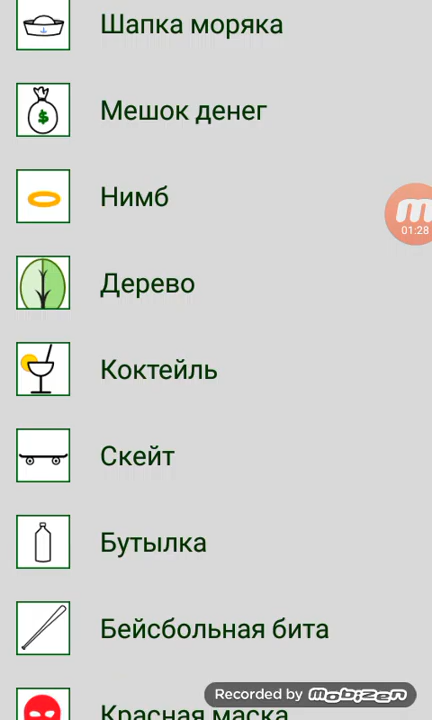 Шапка моряка
Мешок денег
$
Нимб
01:28
Дерево
Коктейль
Скейт
Бутылка
Бейсбольная бита
Красная маска
Recorded by mobizen